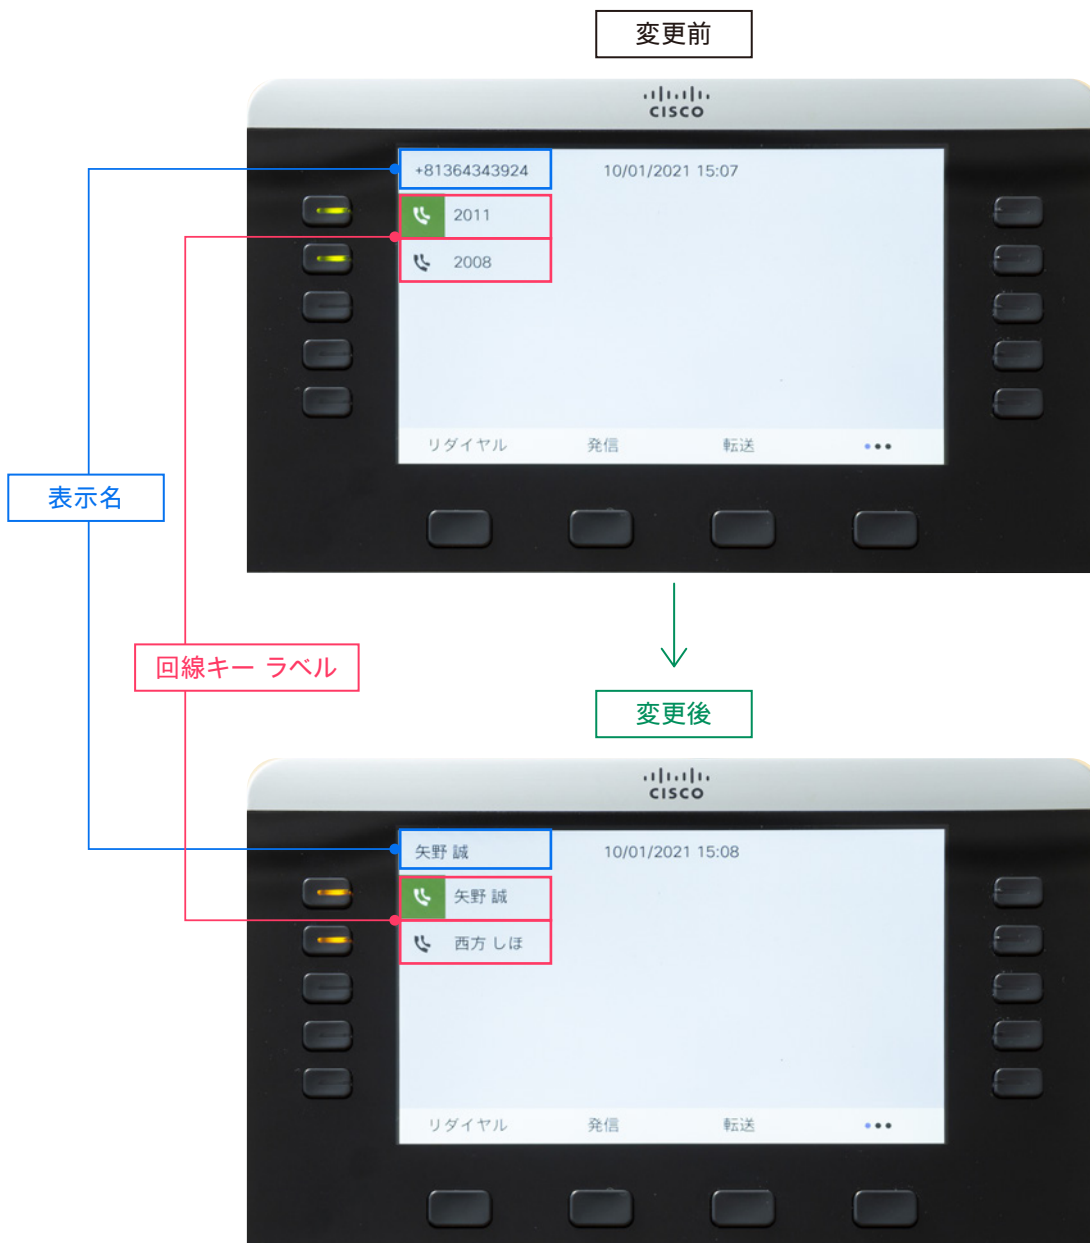 変更前
CISCO
+81364343924 10/01/2021 15:07
2011
2008
リダイヤル 発信 転送
表示名
回線キー ラベル
変更後
CISCO
矢野 誠 10/01/2021 15:08
矢野 誠
西方 しほ
リダイヤル 発信 転送